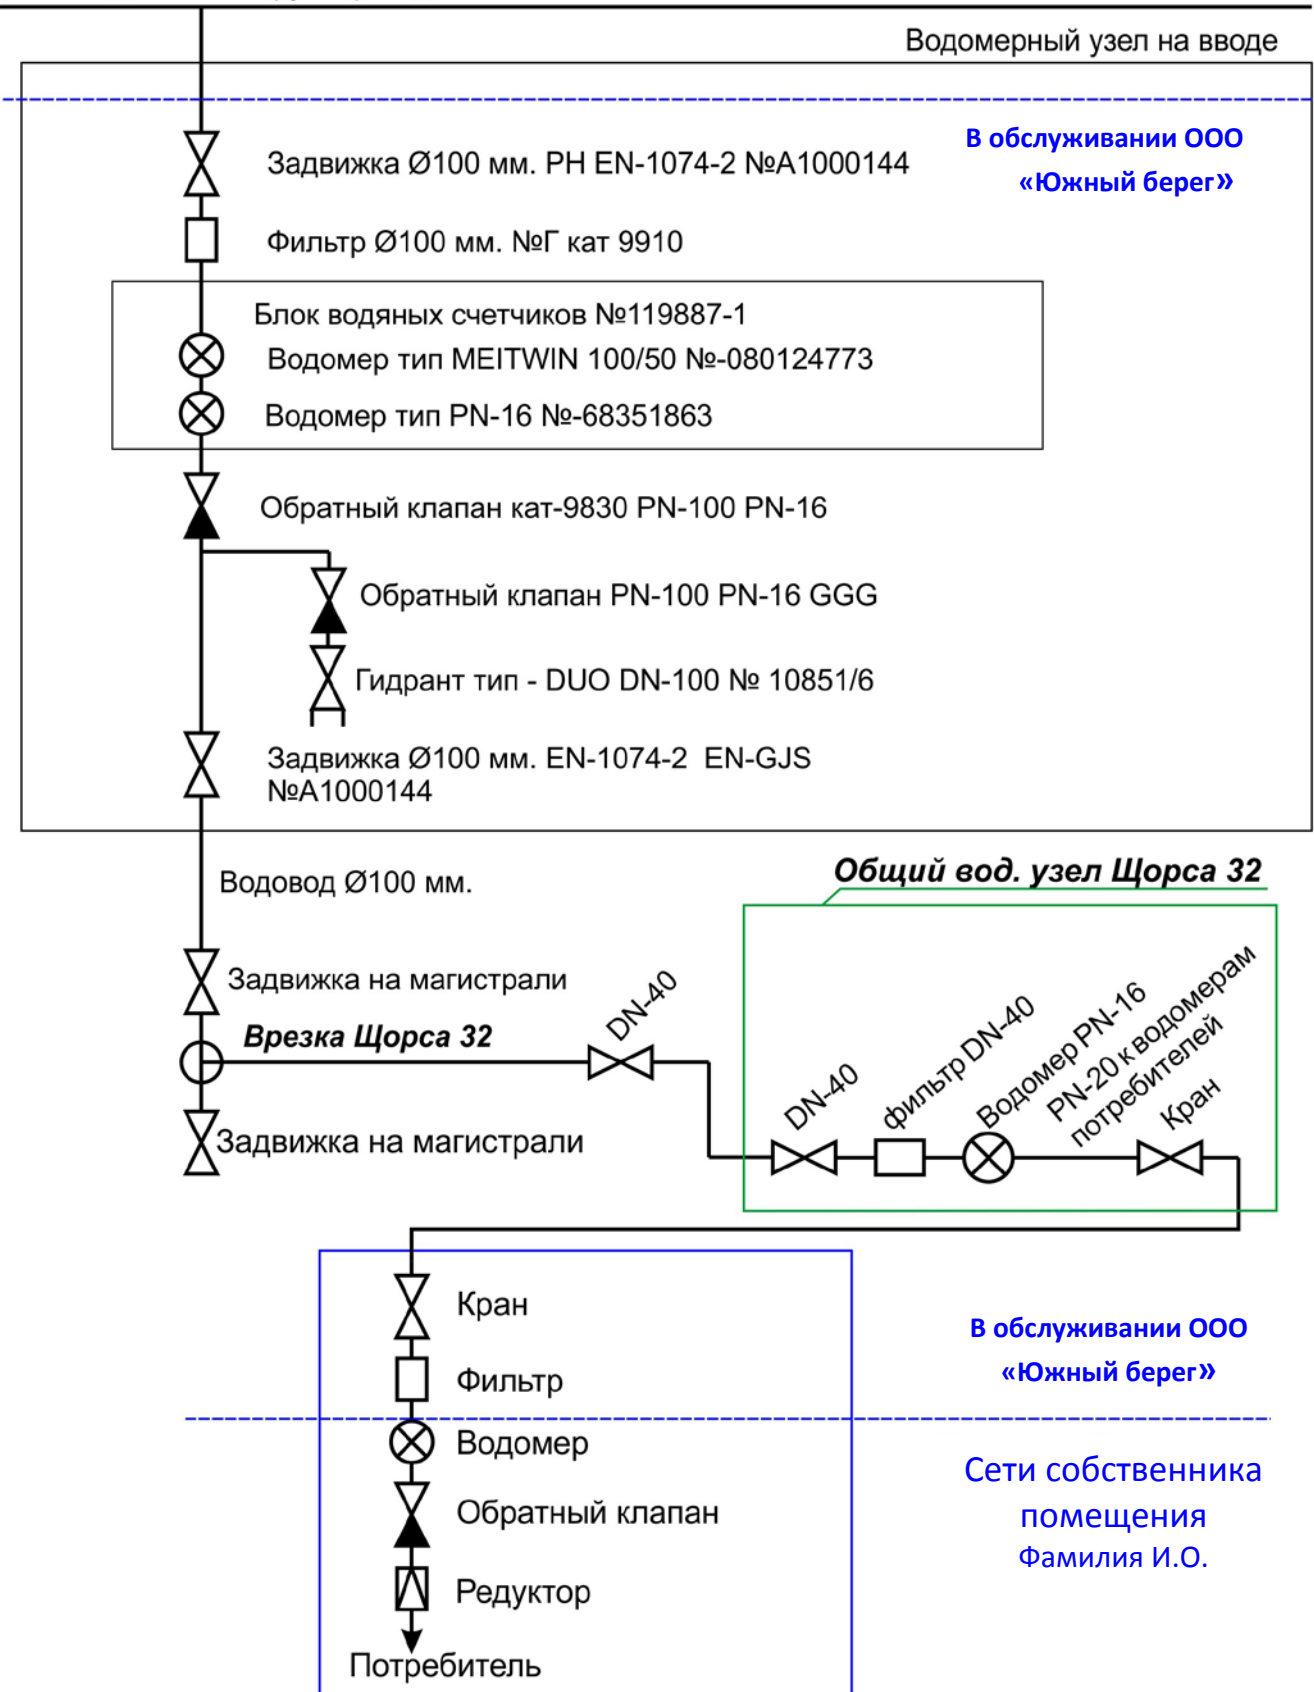 Водомерный узел на вводе
В обслуживании ООО
«Южный берег»
Задвижка Ø100 мм. PH EN-1074-2 №А1000144
Фильтр Ø100 мм. №Г кат 9910
Блок водяных счетчиков №119887-1
Водомер тип MEITWIN 100/50 №-080124773
Водомер тип PN-16 №-68351863
Обратный клапан кат-9830 PN-100 PN-16
Обратный клапан PN-100 PN-16 GGG
Гидрант тип - DUO DN-100 № 10851/6
Задвижка Ø100 мм. EN-1074-2 EN-GJS
№А1000144
Водовод Ø100 мм.
Общий вод. узел Щорса 32
Задвижка на магистрали
Врезка Щорса 32
DN-40
DN-40
фильтр DN-40
Водомер PN-16
PN-20 к водомерам
потребителей
Кран
Задвижка на магистрали
Кран
Фильтр
В обслуживании ООО
«Южный берег»
Водомер
Обратный клапан
Редуктор
Потребитель
Сети собственника
помещения
Фамилия И.О.